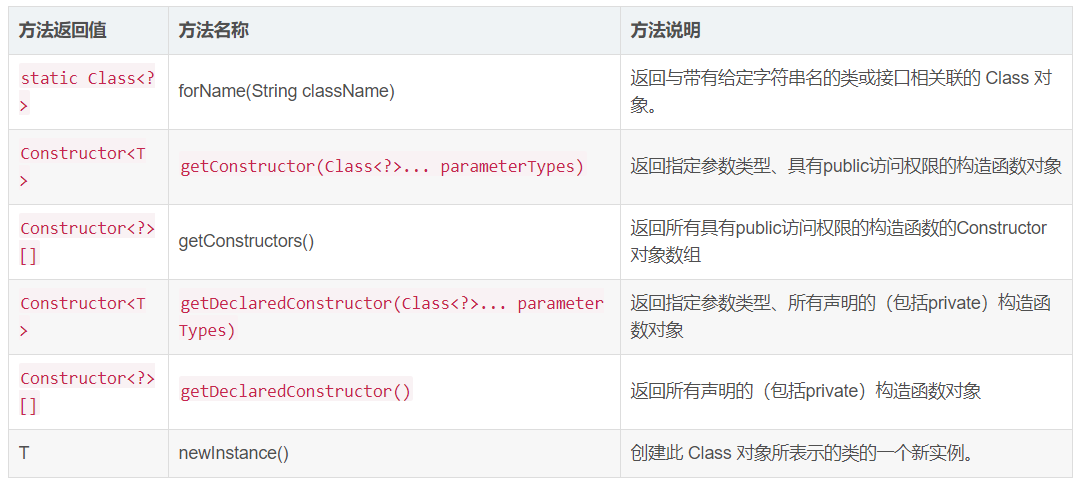 方法返回值 方法名称 方法说明
static Class<?
>
forName(String className)
返回与带有给定字符串名的类或接口相关联的 Class 对
象。
Constructor<T
>
getConstructor(Class<?>... parameterTypes)
返回指定参数类型、具有public访问权限的构造函数对象
Constructor<?>
[]
getConstructors()
返回所有具有public访问权限的构造函数的Constructor
对象数组
Constructor<T
>
getDeclaredConstructor(Class<?>... parameter
Types)
返回指定参数类型、所有声明的（包括private）构造函
数对象
Constructor<?>
[]
getDeclaredConstructor()
返回所有声明的（包括private）构造函数对象
T
newInstance()
创建此 Class 对象所表示的类的一个新实例。